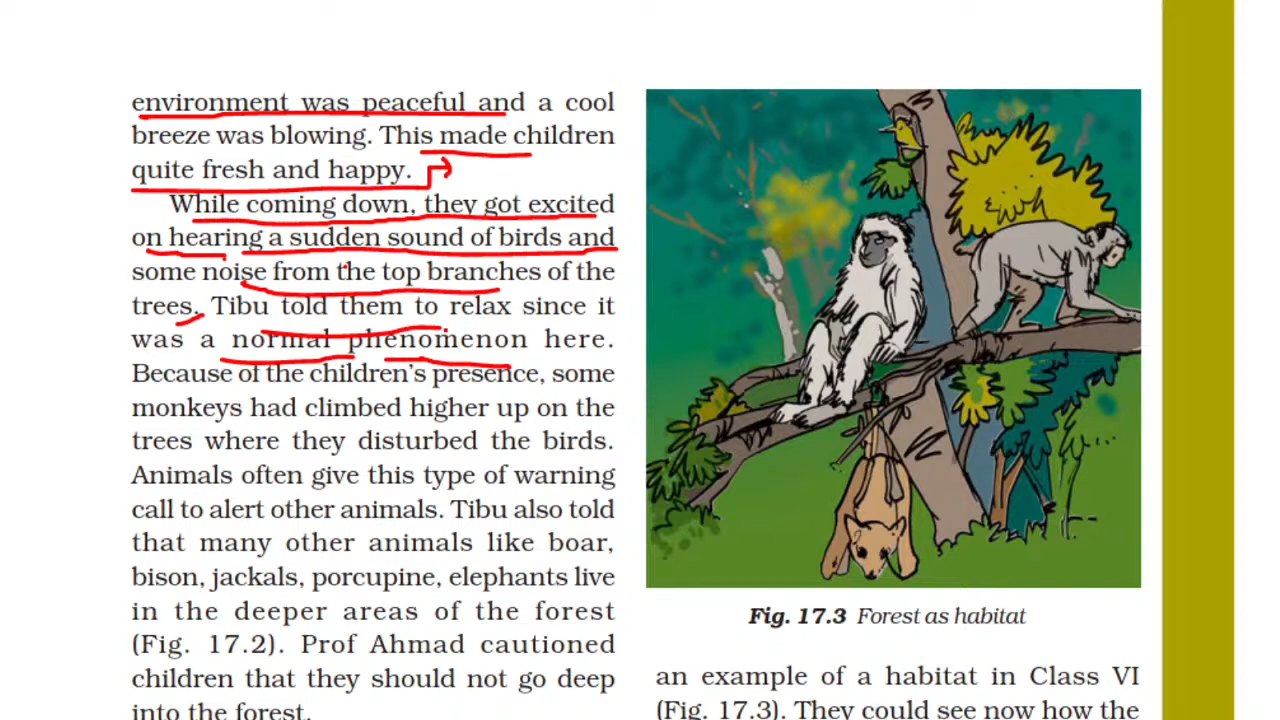 environment was peaceful and a cool
breeze was blowing. This made children
quite fresh and happy.
While coming down, they got excited
on hearing a sudden sound of birds and
some noise from the top branches of the
trees. Tibu told them to relax since it
was a normal phenomenon here.
Because of the children's presence, some
monkeys had climbed higher up on the
trees where they disturbed the birds.
Animals often give this type of warning
call to alert other animals. Tibu also told
that many other animals like boar,
bison, jackals, porcupine, elephants live
in the deeper areas of the forest
(Fig. 17.2). Prof Ahmad cautioned
children that they should not go deep
into the forest.
Fig. 17.3 Forest as habitat
an example of a habitat in Class VI
(Fig. 17.3). They could see now how the